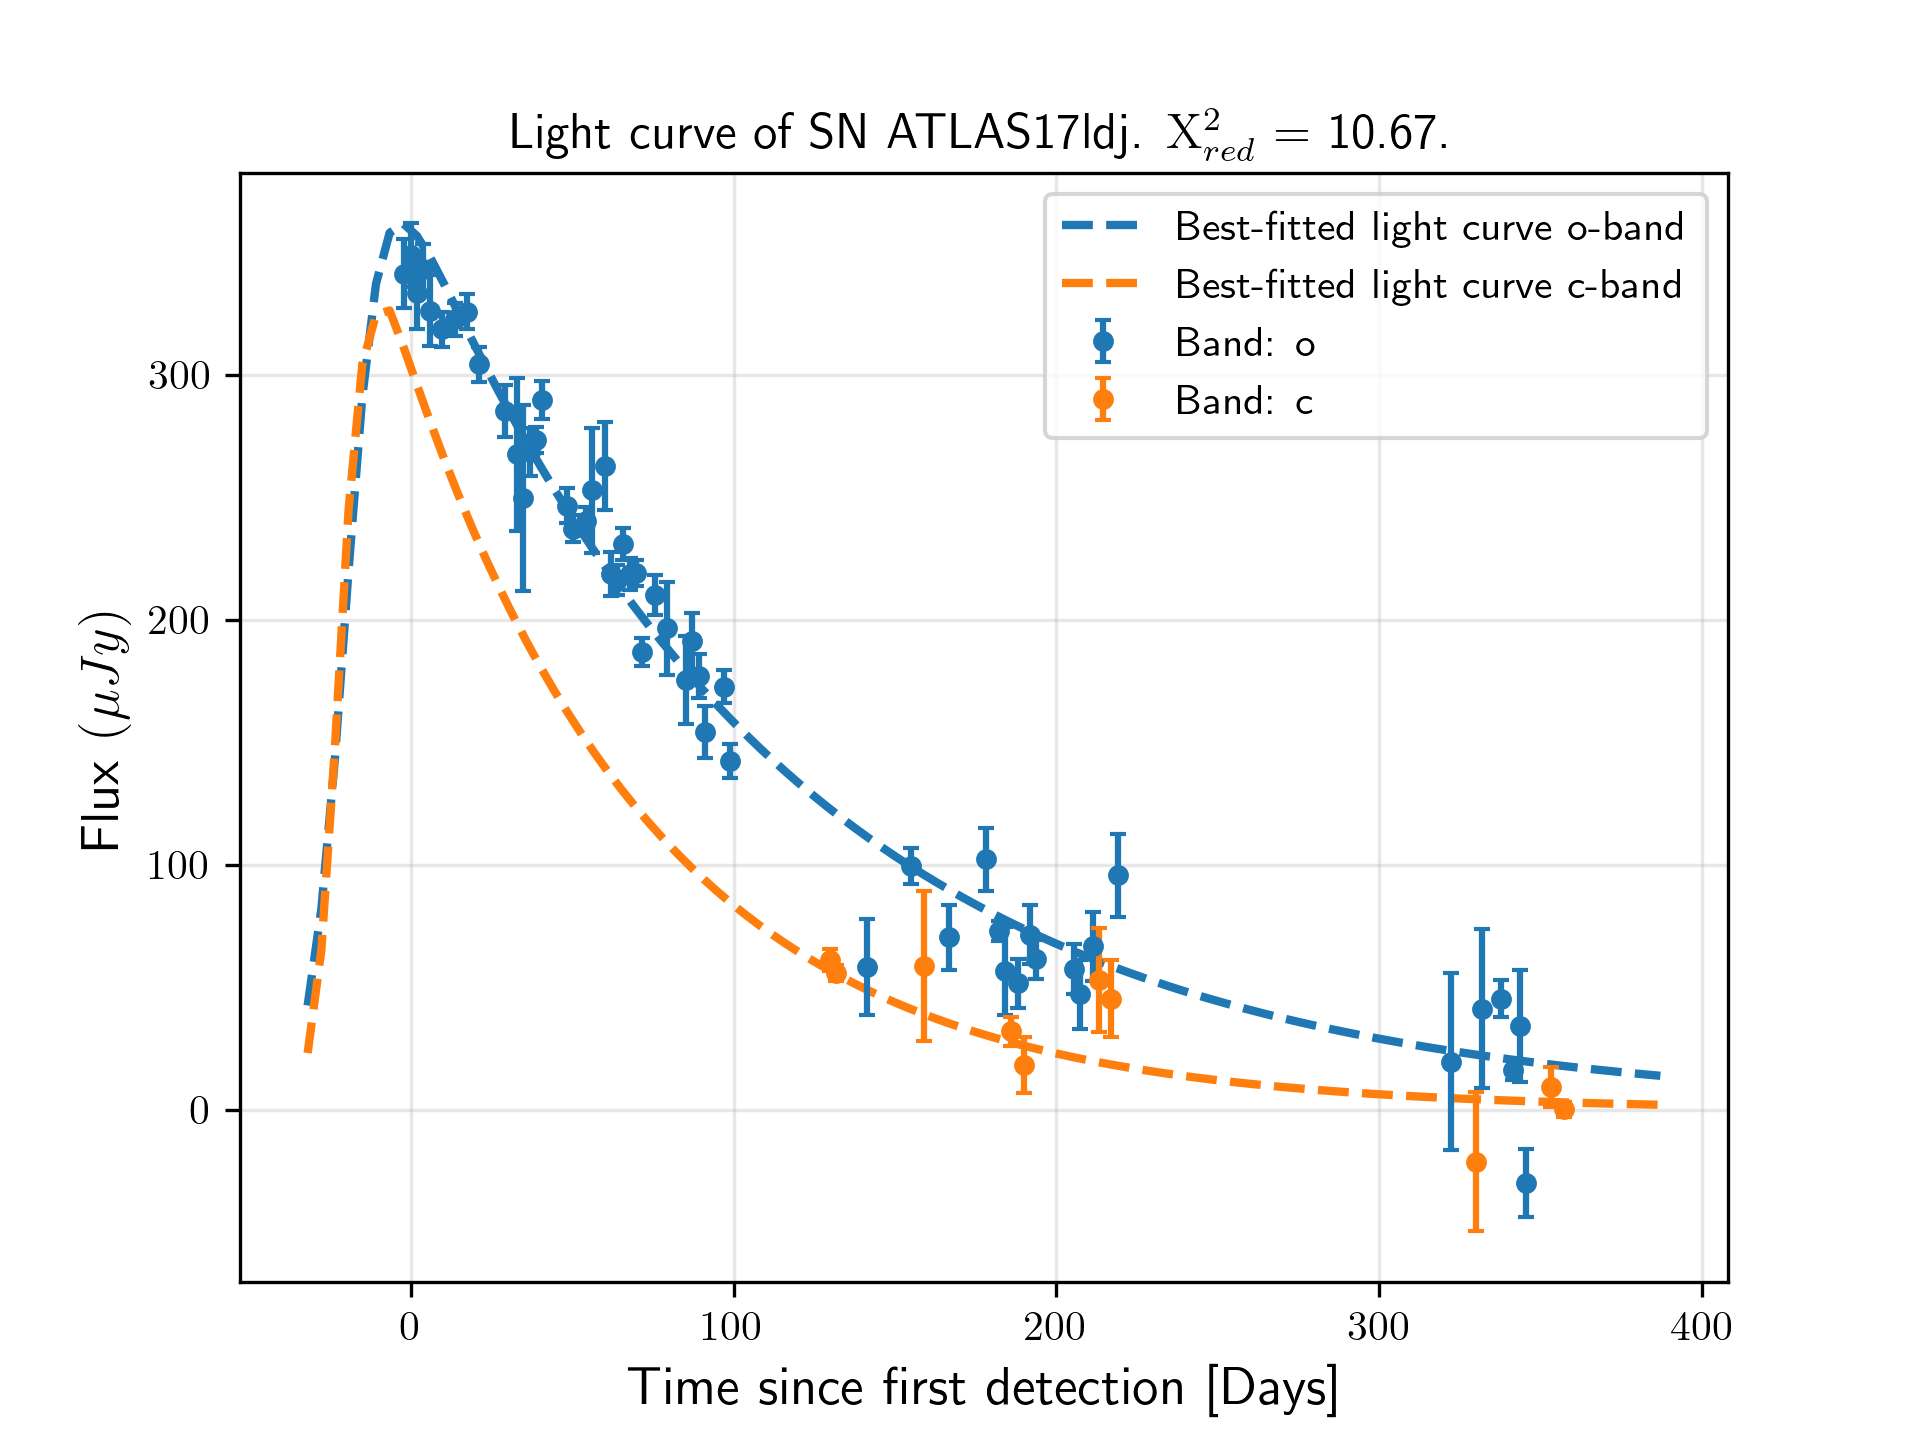 Light curve of SN ATLAS17ldj. X²_red = 10.67.
Best-fitted light curve o-band
Best-fitted light curve c-band
Band: o
Band: c
Flux (μJy)
300
200
100
0
0 100 200 300 400
Time since first detection [Days]